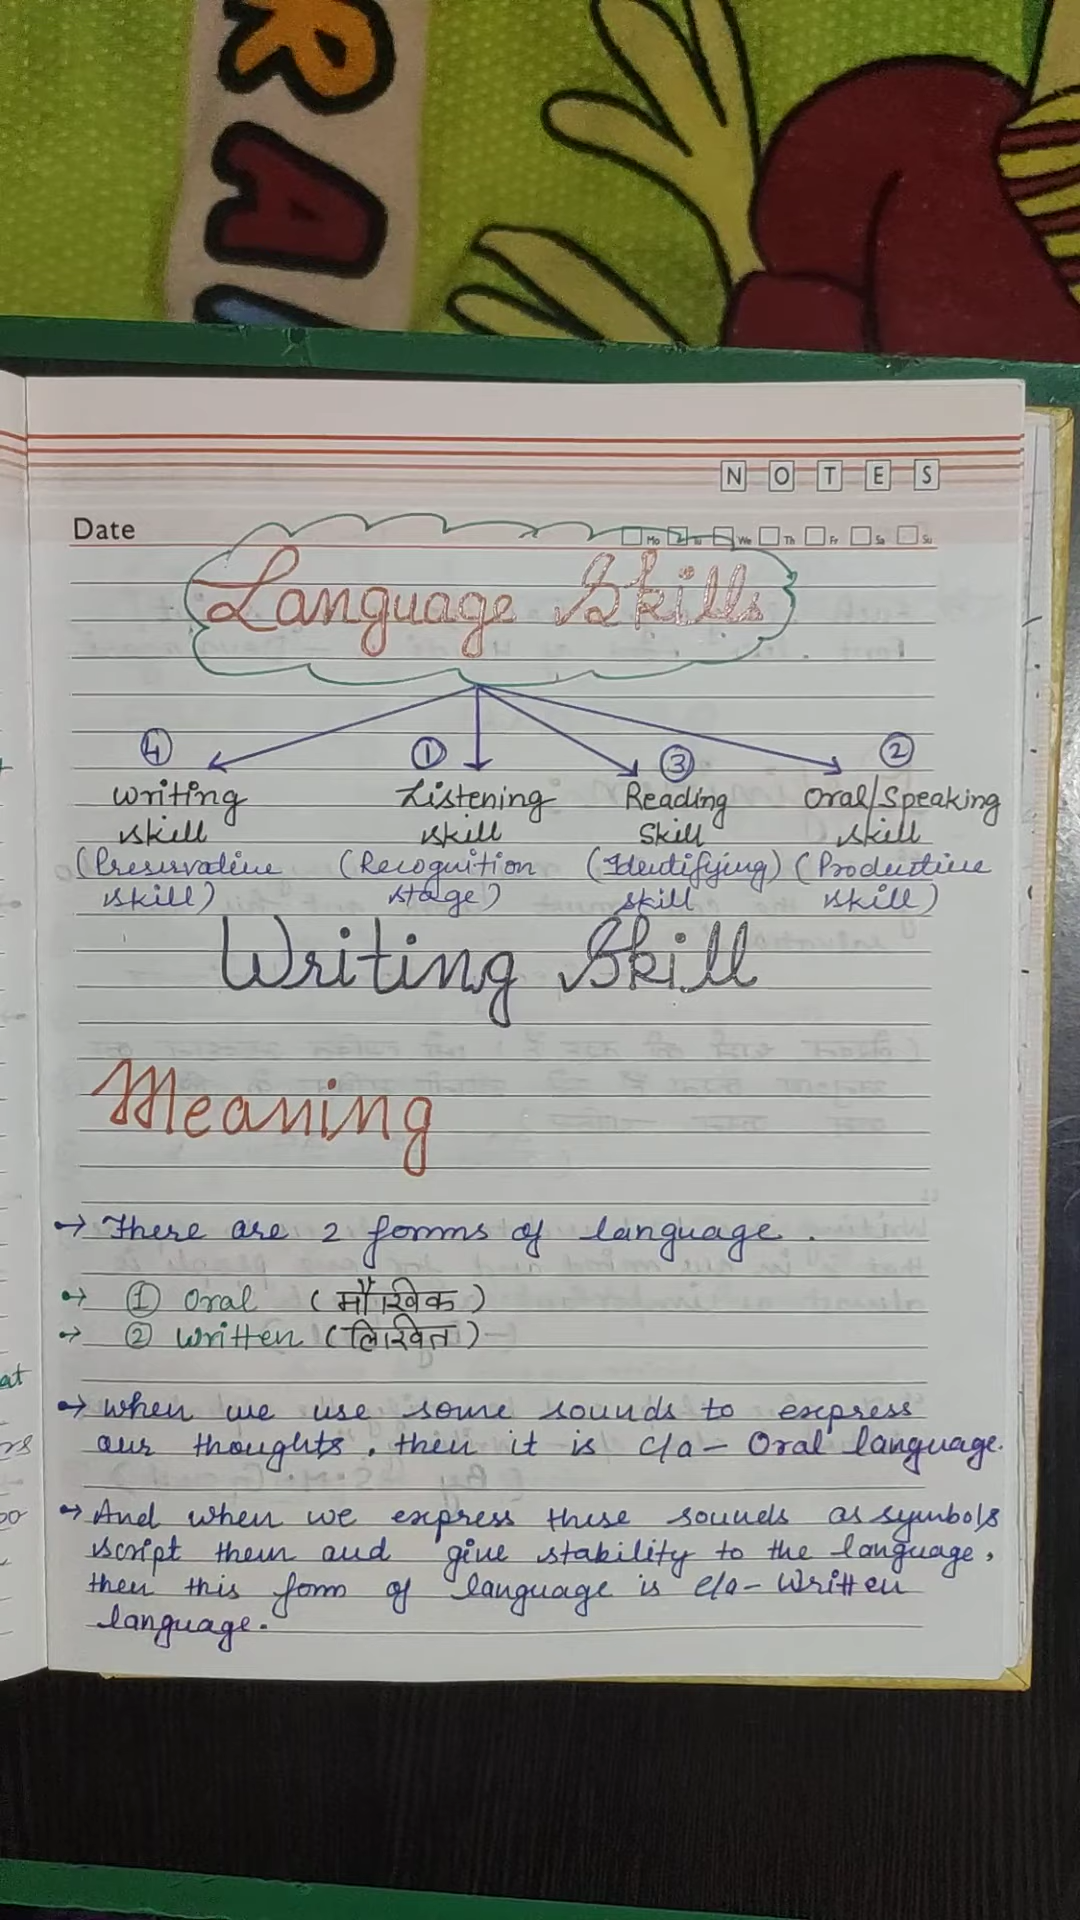 RA
NOTES
Date
Mo Tu We Th Fr Sa Su
Language Skills
④ ① ③ ②
Writing Listening Reading Oral/Speaking
skill skill Skill skill
(Preservative (Recognition (Identifying) (Productive
skill) stage) skill skill)
Writing Skill
Meaning
→ There are 2 forms of language.
→ ① Oral (मौखिक)
→ ② Written (लिखित)
→ when we use some sounds to express
our thoughts, then it is c/a - Oral language.
→ And when we express these sounds as symbols
script them and give stability to the language,
then this form of language is c/a - Written
language.